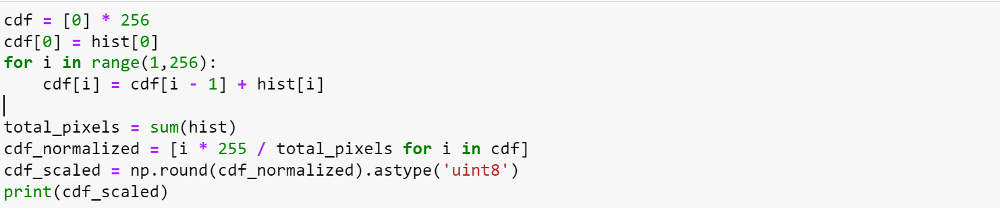 cdf = [0] * 256
cdf[0] = hist[0]
for i in range(1,256):
    cdf[i] = cdf[i - 1] + hist[i]
total_pixels = sum(hist)
cdf_normalized = [i * 255 / total_pixels for i in cdf]
cdf_scaled = np.round(cdf_normalized).astype('uint8')
print(cdf_scaled)